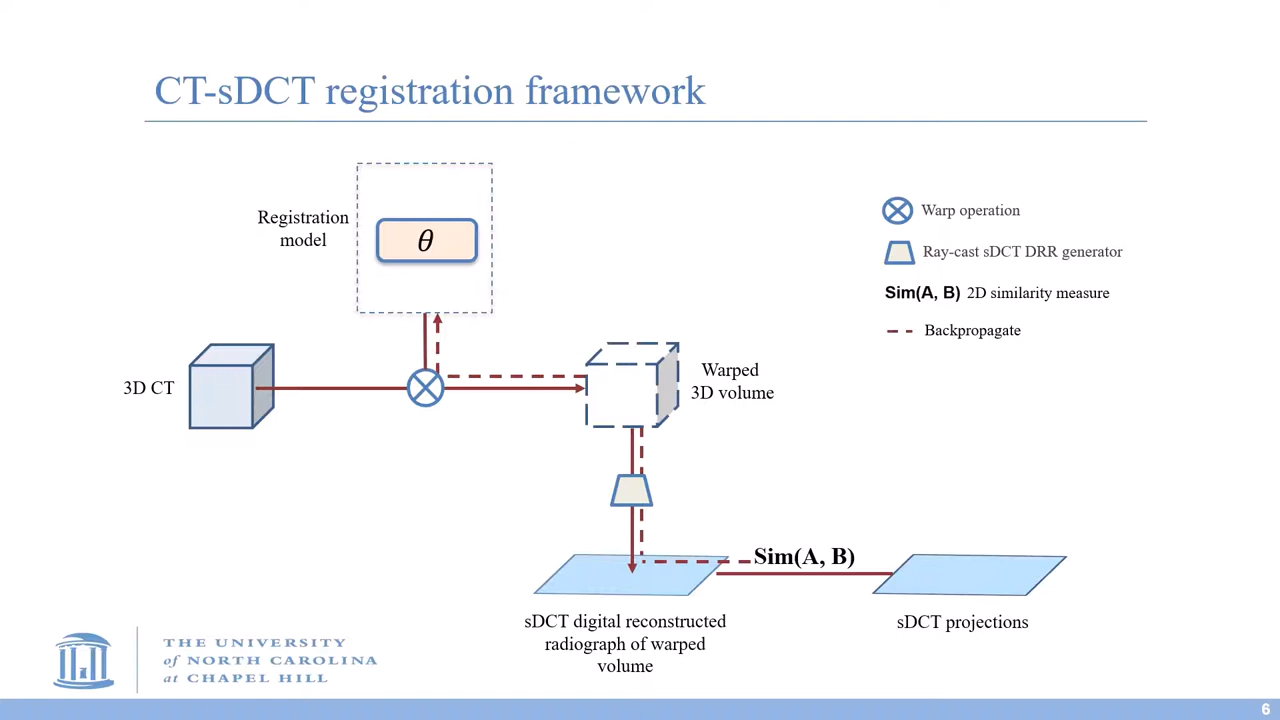 CT-sDCT registration framework
Registration
model
θ
3D CT
Warped
3D volume
Warp operation
Ray-cast sDCT DRR generator
Sim(A, B) 2D similarity measure
Backpropagate
Sim(A, B)
sDCT digital reconstructed
radiograph of warped
volume
sDCT projections
THE UNIVERSITY
of NORTH CAROLINA
at CHAPEL HILL
6